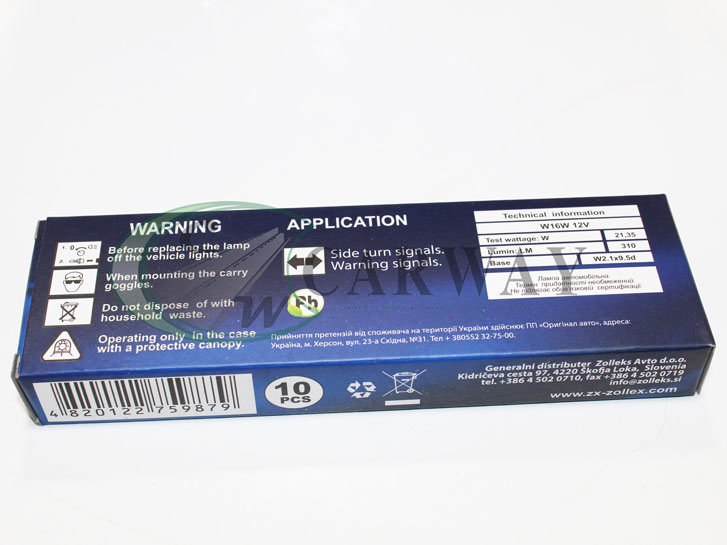 WARNING
Before replacing the lamp
off the vehicle lights.
When mounting the carry
goggles.
Do not dispose of with
household waste.
Operating only in the case
with a protective canopy.
APPLICATION
Side turn signals.
Warning signals.
Pb
CARWAY
Technical information
W16W 12V
Test wattage: W 21,35
Lumin: LM 310
Base W2.1x9.5d
Лампа автомобільна
Термін придатності необмежений.
Не підлягає обов'язковій сертифікації.
Прийняття претензій від споживача на території України здійснює ПП «Оригінал авто», адреса:
Україна, м. Херсон, вул. 23-а Східна, №31. Тел + 380552 32-75-00.
4 820122 759879
10
PCS
Generalni distributer Zolleks Avto d.o.o.
Kidričeva cesta 97, 4220 Škofja Loka, Slovenia
tel. +386 4 502 0710, fax +386 4 502 0719
info@zolleks.si
www.zx-zollex.com